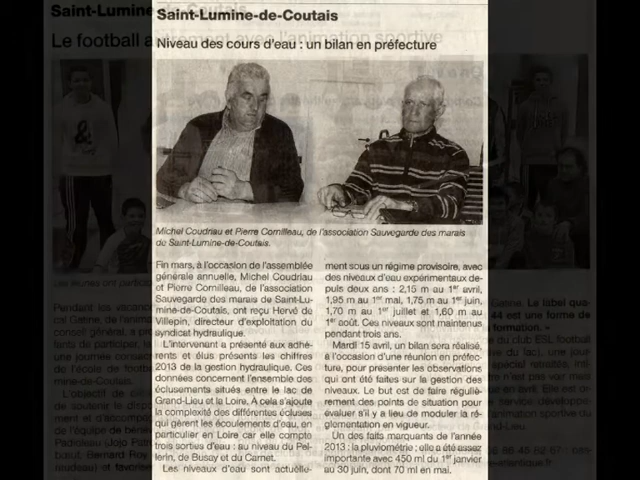 Saint-Lumine-de-Coutais
Niveau des cours d'eau : un bilan en préfecture
Michel Coudriau et Pierre Cornilleau, de l'association Sauvegarde des marais
de Saint-Lumine-de-Coutais.
Fin mars, à l'occasion de l'assemblée
générale annuelle, Michel Coudriau
et Pierre Cornilleau, de l'association
Sauvegarde des marais de Saint-Lu-
mine-de-Coutais, ont reçu Hervé de
Villepin, directeur d'exploitation du
syndicat hydraulique.
L'intervenant a présenté aux adhé-
rents et élus présents les chiffres
2013 de la gestion hydraulique. Ces
données concernent l'ensemble des
éclusements situés entre le lac de
Grand-Lieu et la Loire. À cela s'ajoute
la complexité des différentes écluses
qui gèrent les écoulements d'eau, en
particulier en Loire car elle compte
trois sorties d'eau : au niveau du Pel-
lerin, de Buzay et du Carnet.
Les niveaux d'eau sont actuelle-
ment sous un régime provisoire, avec
des niveaux d'eau expérimentaux de-
puis deux ans : 2,15 m au 1er avril,
1,95 m au 1er mai, 1,75 m au 1er juin,
1,70 m au 1er juillet et 1,60 m au
1er août. Ces niveaux sont maintenus
pendant trois ans.
Mardi 15 avril, un bilan sera réalisé,
à l'occasion d'une réunion en préfec-
ture, pour présenter les observations
qui ont été faites sur la gestion des
niveaux. Le but est de faire réguliè-
rement des points de situation pour
évaluer s'il y a lieu de moduler la ré-
glementation en vigueur.
Un des faits marquants de l'année
2013 : la pluviométrie ; elle a été assez
importante avec 450 ml du 1er janvier
au 30 juin, dont 70 ml en mai.